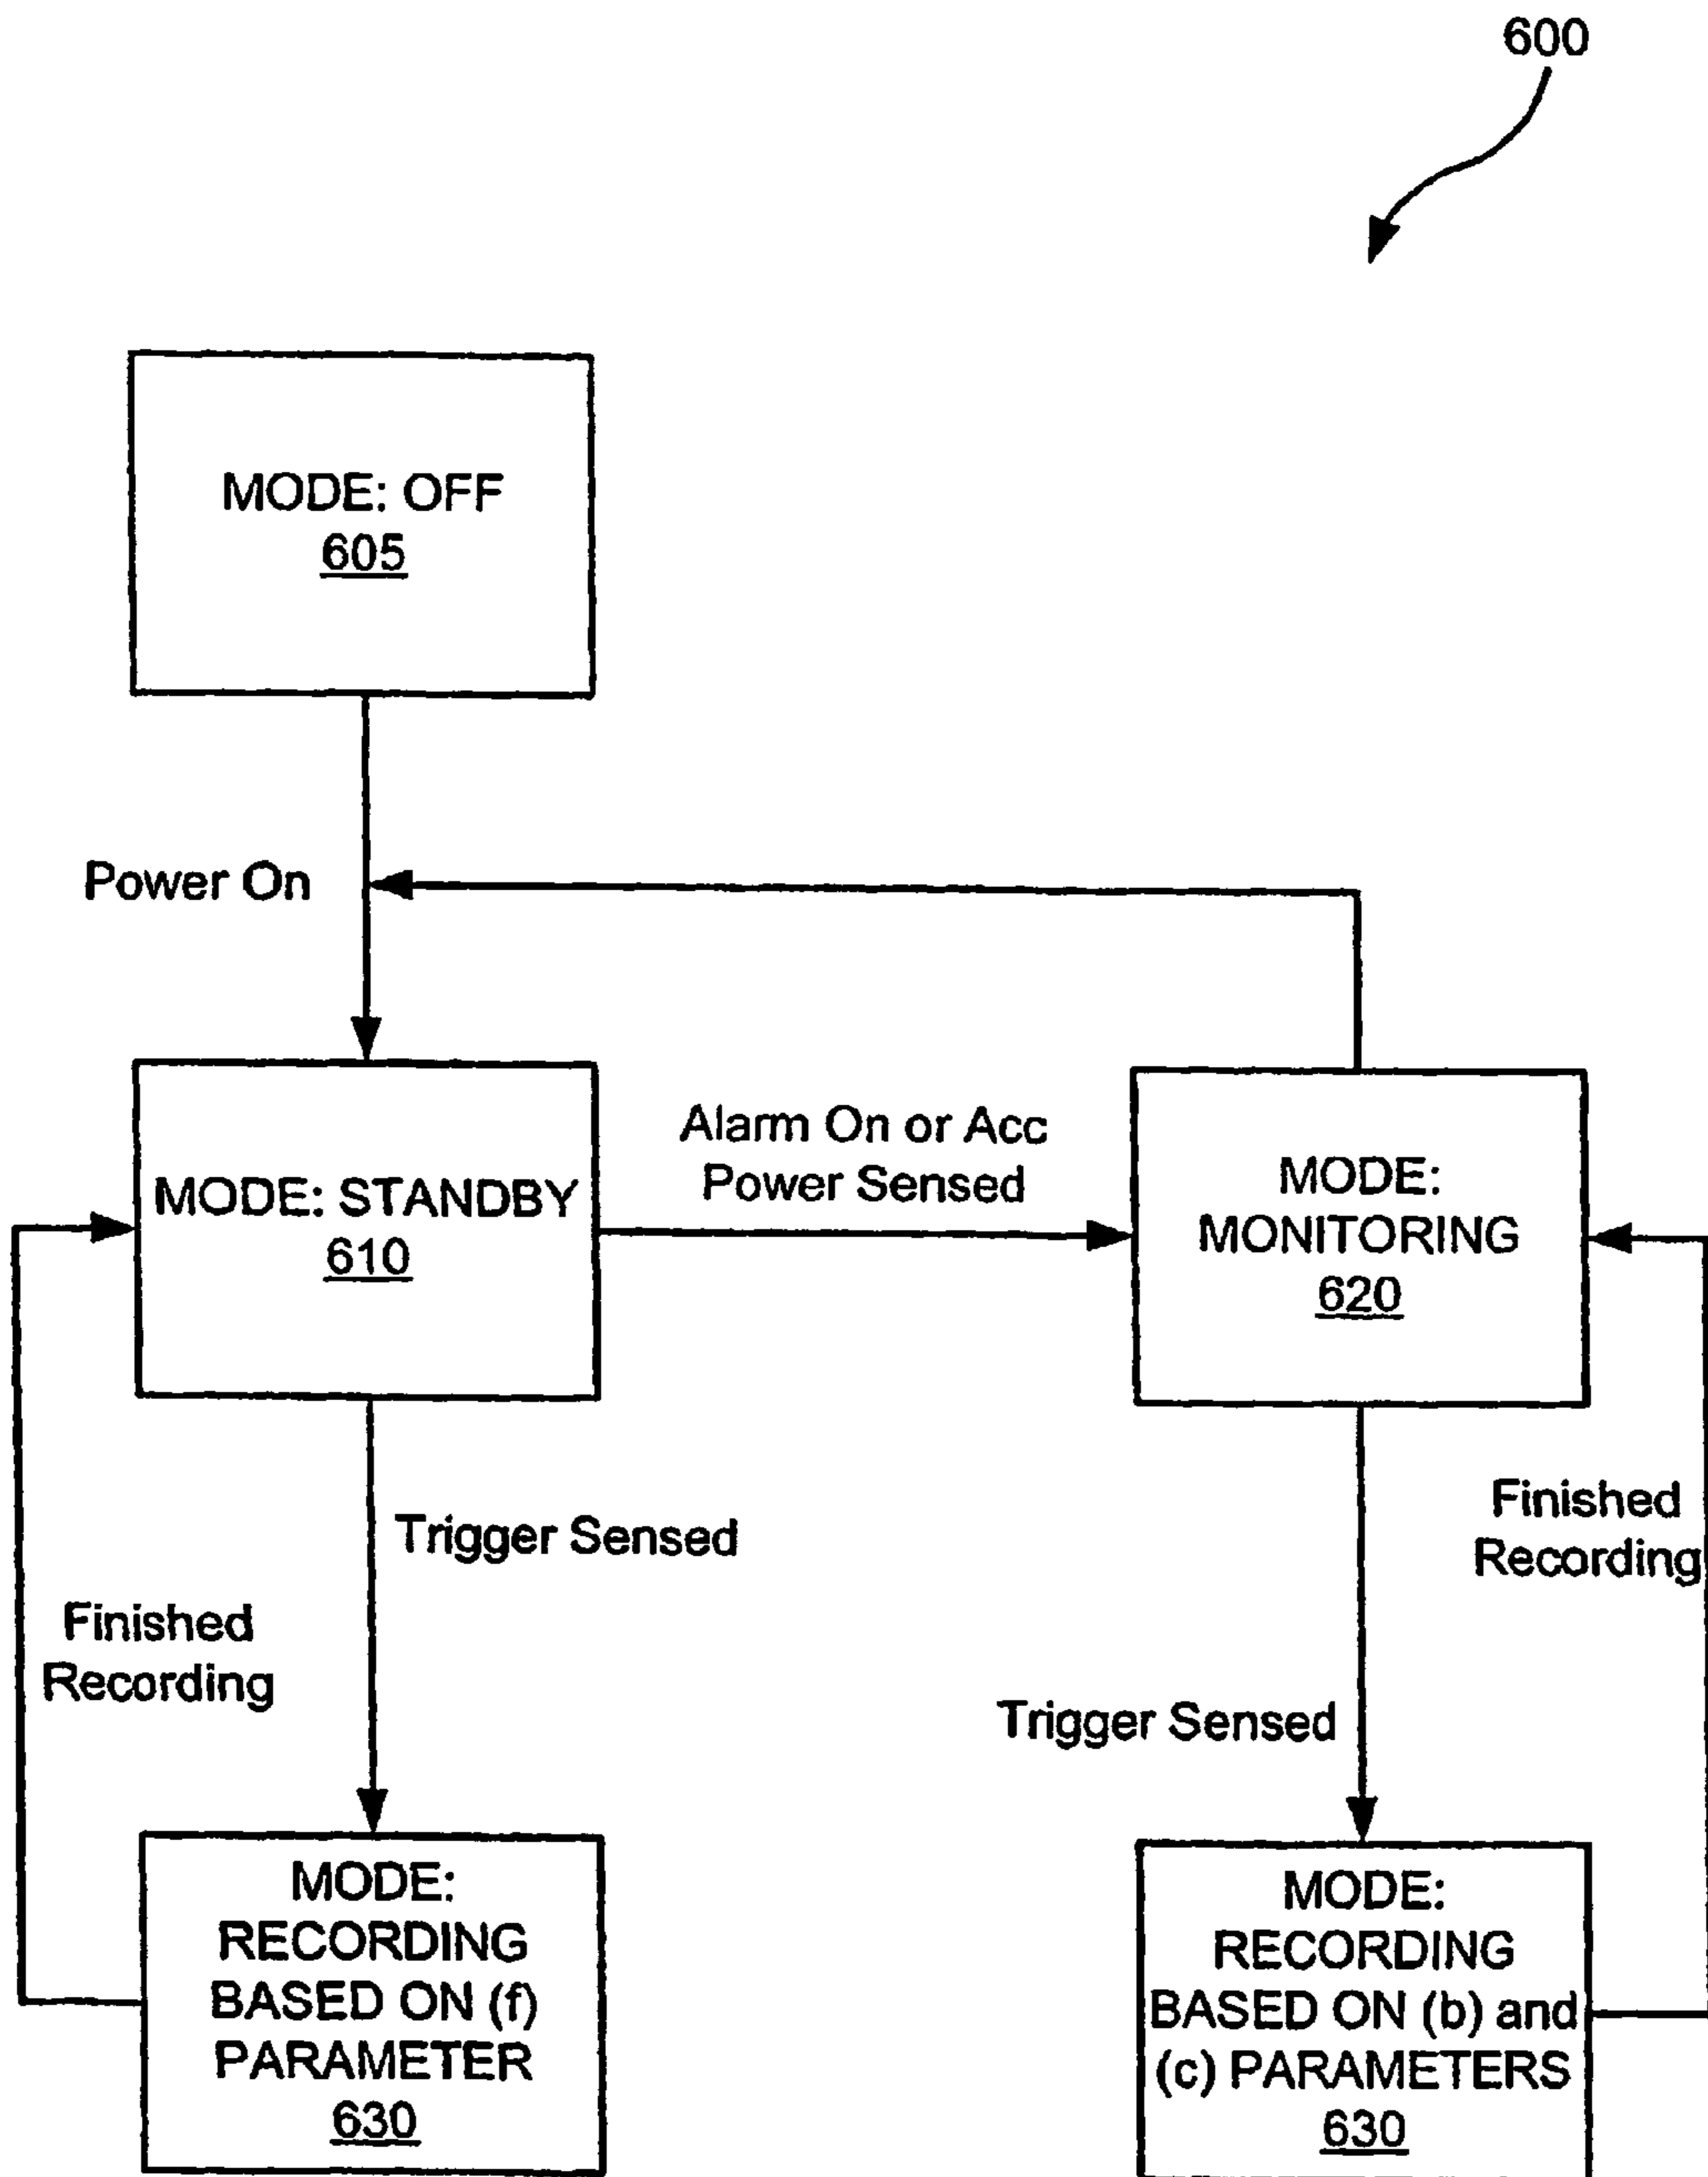 600
MODE: OFF
605
Power On
Alarm On or Acc
Power Sensed
MODE: STANDBY
610
MODE:
MONITORING
620
Trigger Sensed
Finished
Recording
Finished
Recording
Trigger Sensed
MODE:
RECORDING
BASED ON (f)
PARAMETER
630
MODE:
RECORDING
BASED ON (b) and
(c) PARAMETERS
630